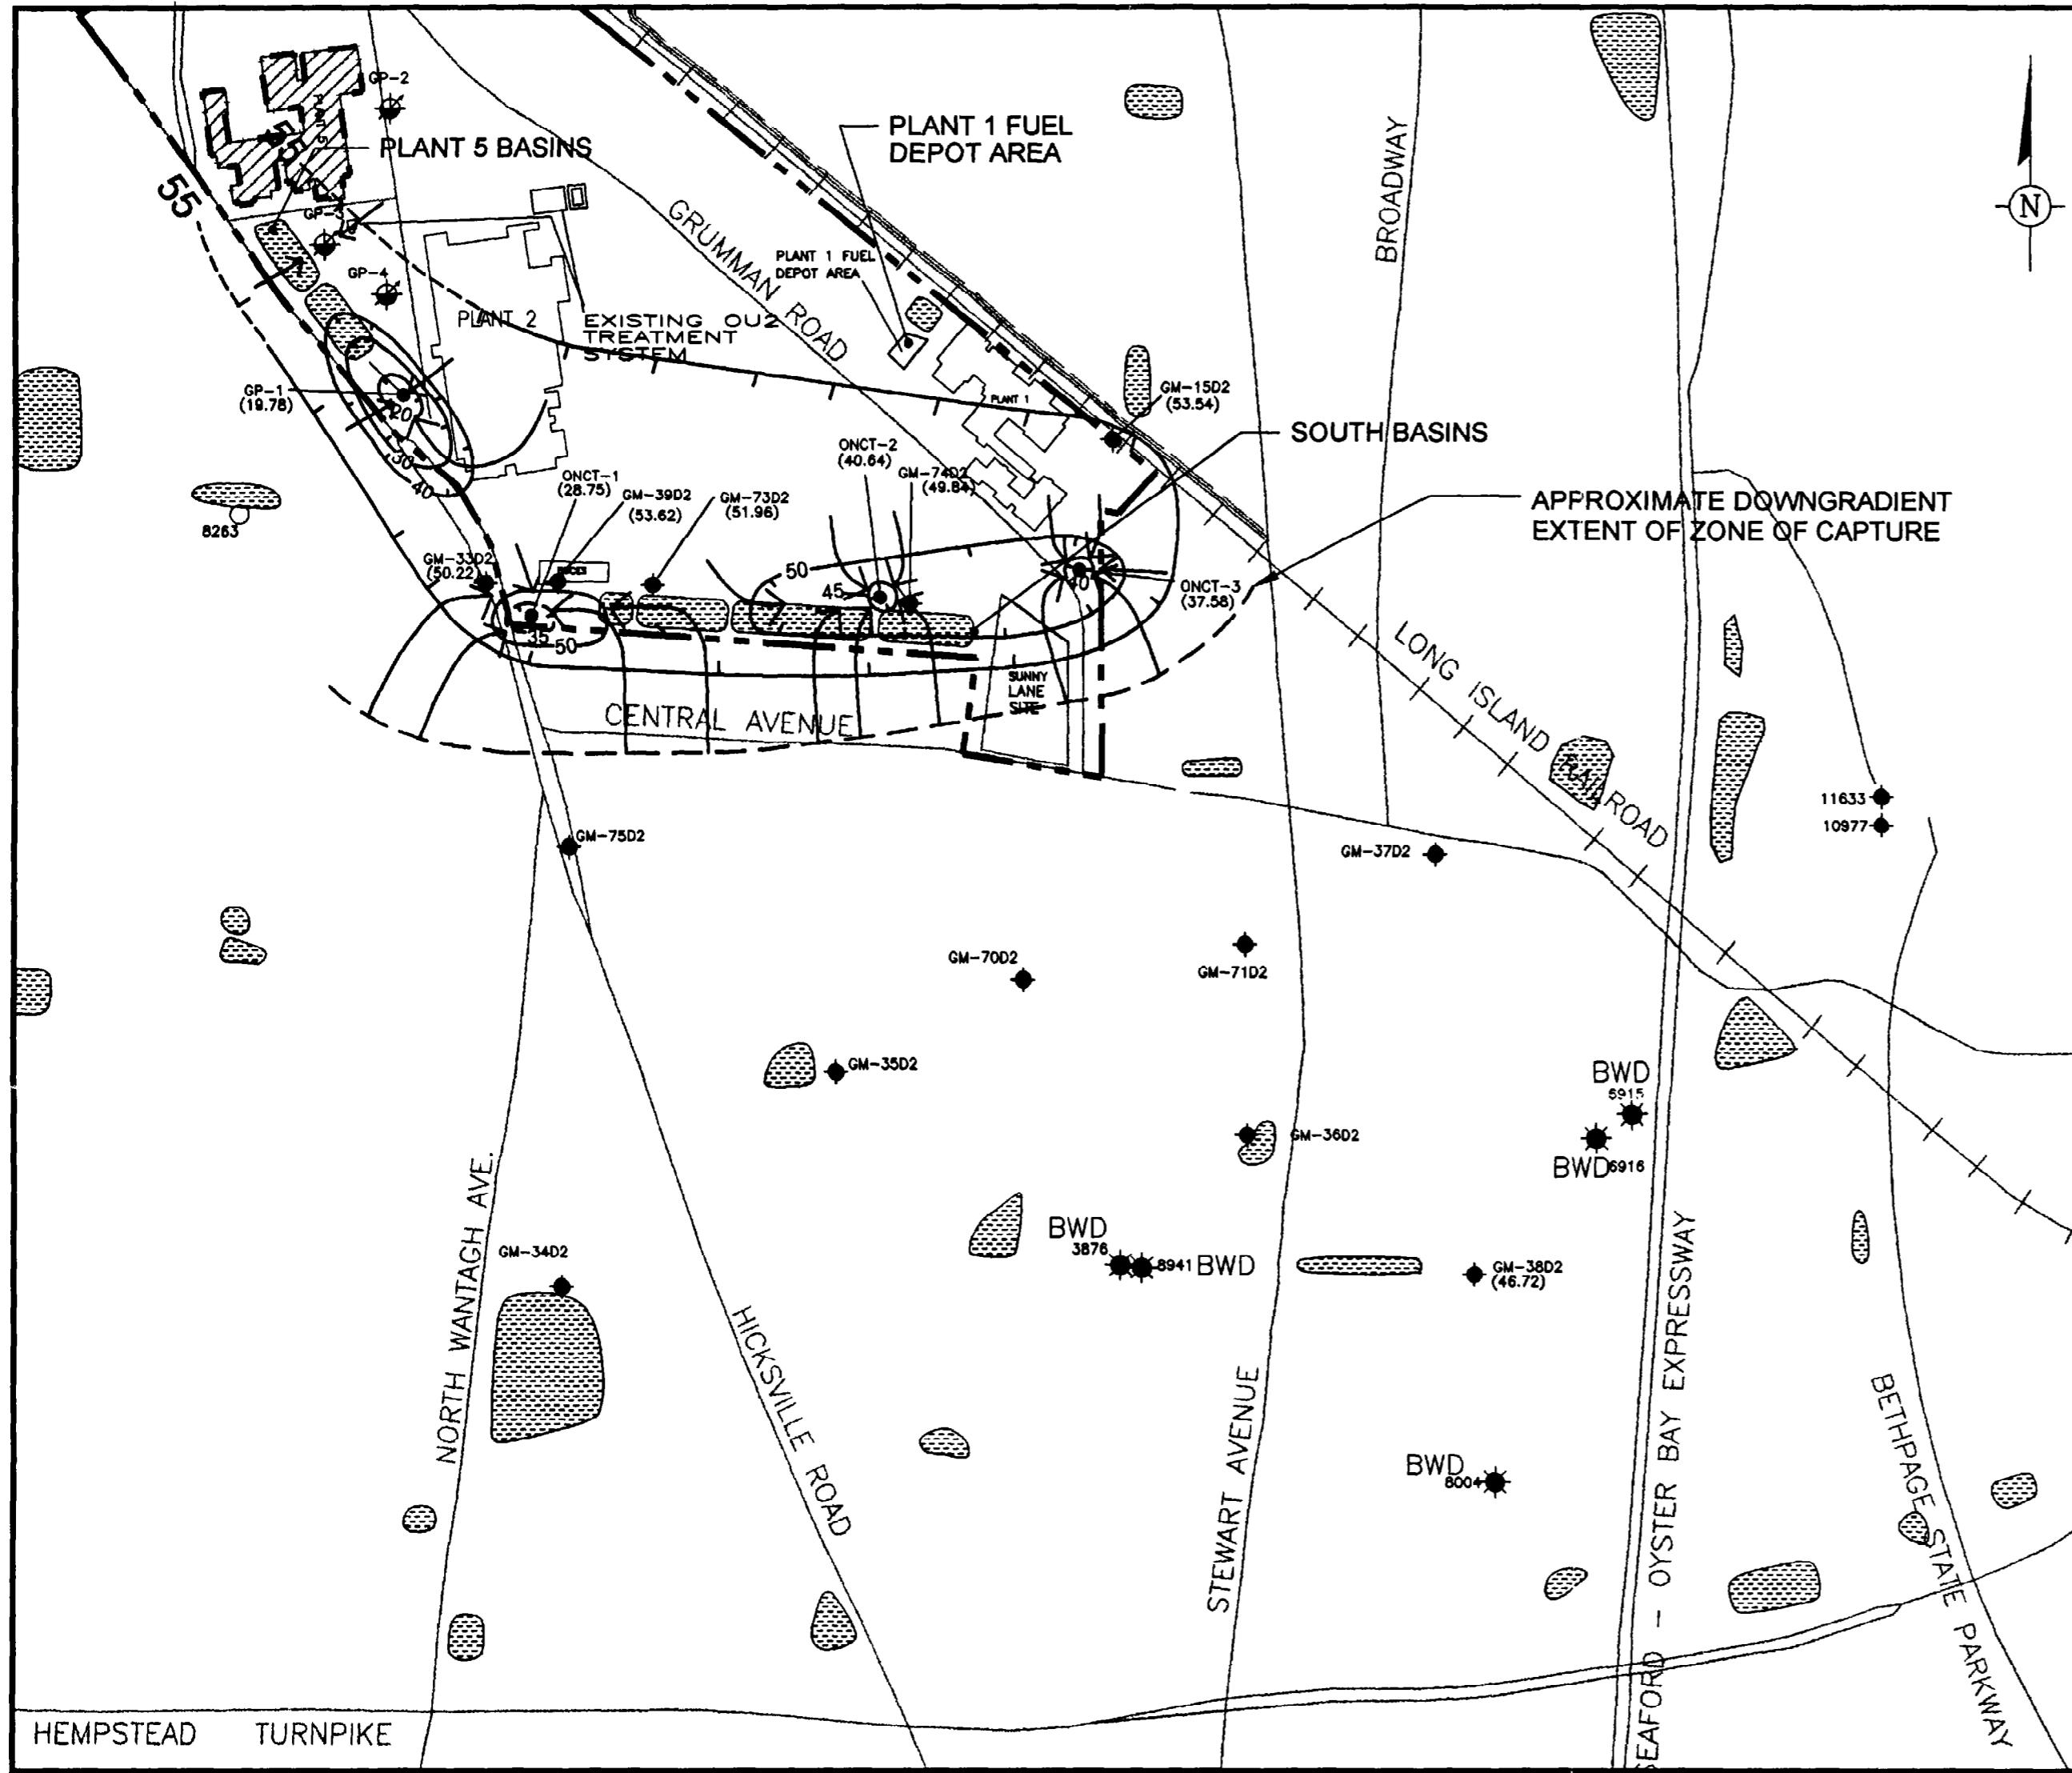 GP-2
PLANT 1 FUEL
DEPOT AREA
PLANT 5 BASINS
BROADWAY
N
55
55
GP-3
GRUMMAN ROAD
PLANT 1 FUEL
DEPOT AREA
GP-4
PLANT 2
EXISTING OU2
TREATMENT
SYSTEM
GP-1
(19.78)
20
30
40
PLANT 1
GM-15D2
(53.54)
SOUTH BASINS
ONCT-2
(40.64)
GM-74D2
(49.84)
ONCT-1
(28.75)
GM-39D2
(53.62)
GM-73D2
(51.96)
APPROXIMATE DOWNGRADIENT
EXTENT OF ZONE OF CAPTURE
8263
GM-33D2
(50.22)
50
45
40
ONCT-3
(37.58)
35
50
SUNNY
LANE
SITE
CENTRAL AVENUE
LONG ISLAND RAILROAD
11633
10977
GM-75D2
GM-37D2
GM-70D2
GM-71D2
GM-35D2
BWD
6915
GM-36D2
BWD 6916
NORTH WANTAGH AVE.
BWD
3876
8941 BWD
GM-34D2
GM-38D2
(46.72)
HICKSVILLE ROAD
STEWART AVENUE
SEAFORD - OYSTER BAY EXPRESSWAY
BETHPAGE STATE PARKWAY
BWD
8004
HEMPSTEAD TURNPIKE